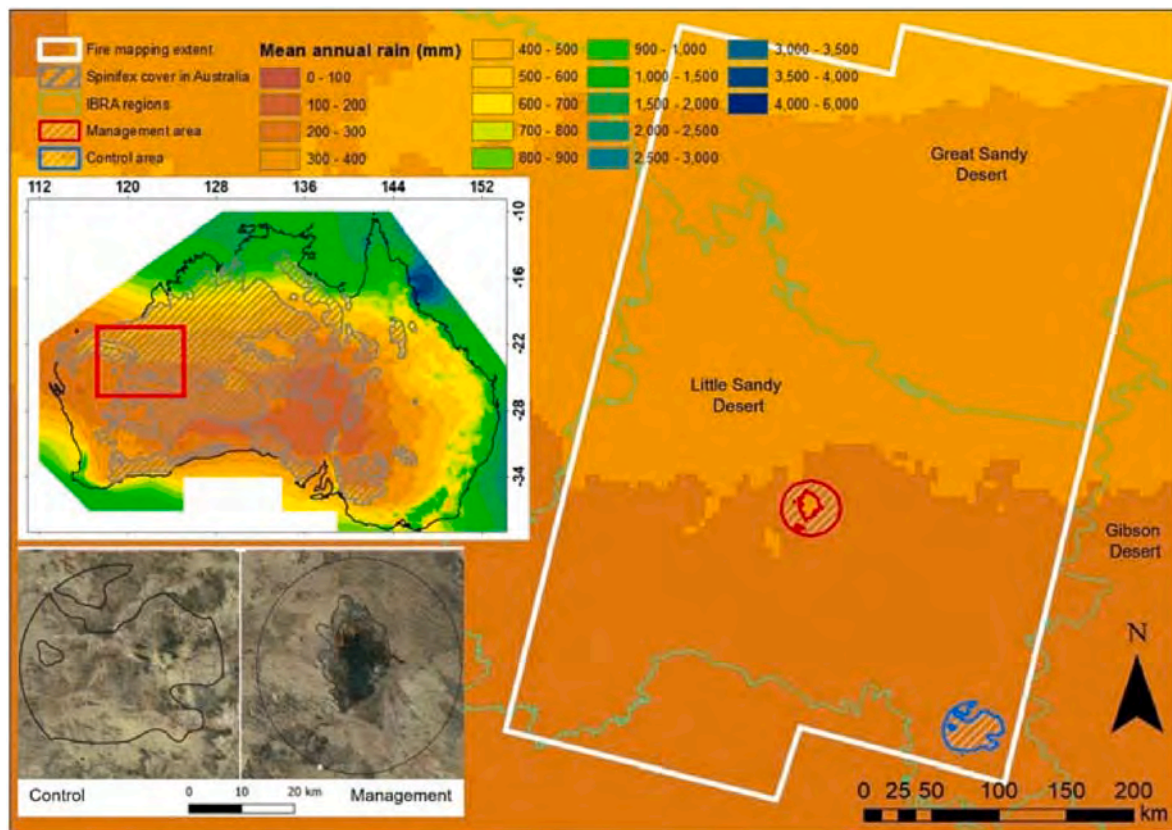 Fire mapping extent
Spinifex cover in Australia
IBRA regions
Management area
Control area
Mean annual rain (mm)
0 - 100
100 - 200
200 - 300
300 - 400
400 - 500
500 - 600
600 - 700
700 - 800
800 - 900
900 - 1,000
1,000 - 1,500
1,500 - 2,000
2,000 - 2,500
2,500 - 3,000
3,000 - 3,500
3,500 - 4,000
4,000 - 6,000
112 120 128 136 144 152
-10
-16
-22
-28
-34
Great Sandy
Desert
Little Sandy
Desert
Gibson
Desert
N
0 25 50 100 150 200
km
Control 0 10 20 km Management